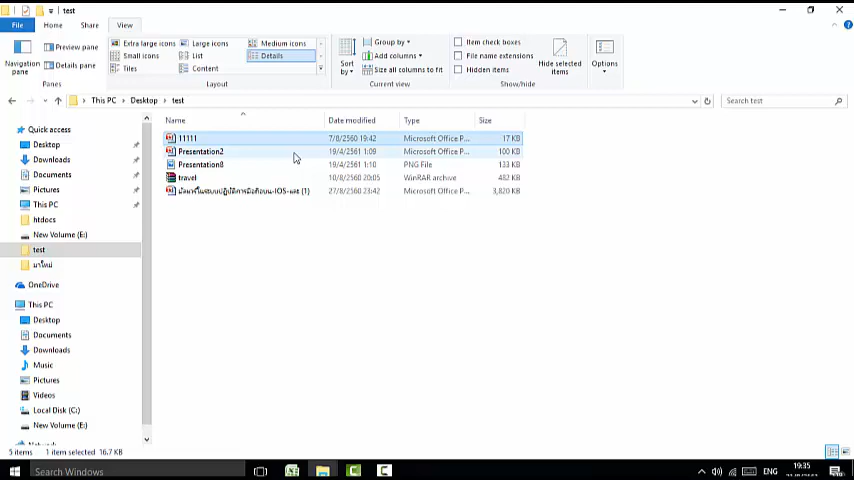 test
File Home Share View
Navigation pane
Preview pane
Details pane
Panes
Extra large icons Large icons Medium icons
Small icons List Details
Tiles Content
Layout
Sort by
Group by
Add columns
Size all columns to fit
Current view
Item check boxes
File name extensions
Hidden items
Hide selected items
Show/hide
Options
This PC Desktop test
Search test
Name Date modified Type Size
11111 7/8/2560 19:42 Microsoft Office P... 17 KB
Presentation2 19/4/2561 1:09 Microsoft Office P... 100 KB
Presentation8 19/4/2561 1:10 PNG File 133 KB
travel 10/8/2560 20:05 WinRAR archive 482 KB
27/8/2560 23:42 Microsoft Office P... 3,820 KB
Quick access
Desktop
Downloads
Documents
Pictures
This PC
htdocs
New Volume (E:)
test
มาใหม่
OneDrive
This PC
Desktop
Documents
Downloads
Music
Pictures
Videos
Local Disk (C:)
New Volume (E:)
5 items 1 item selected 16.7 KB
Search Windows
ENG
19:35